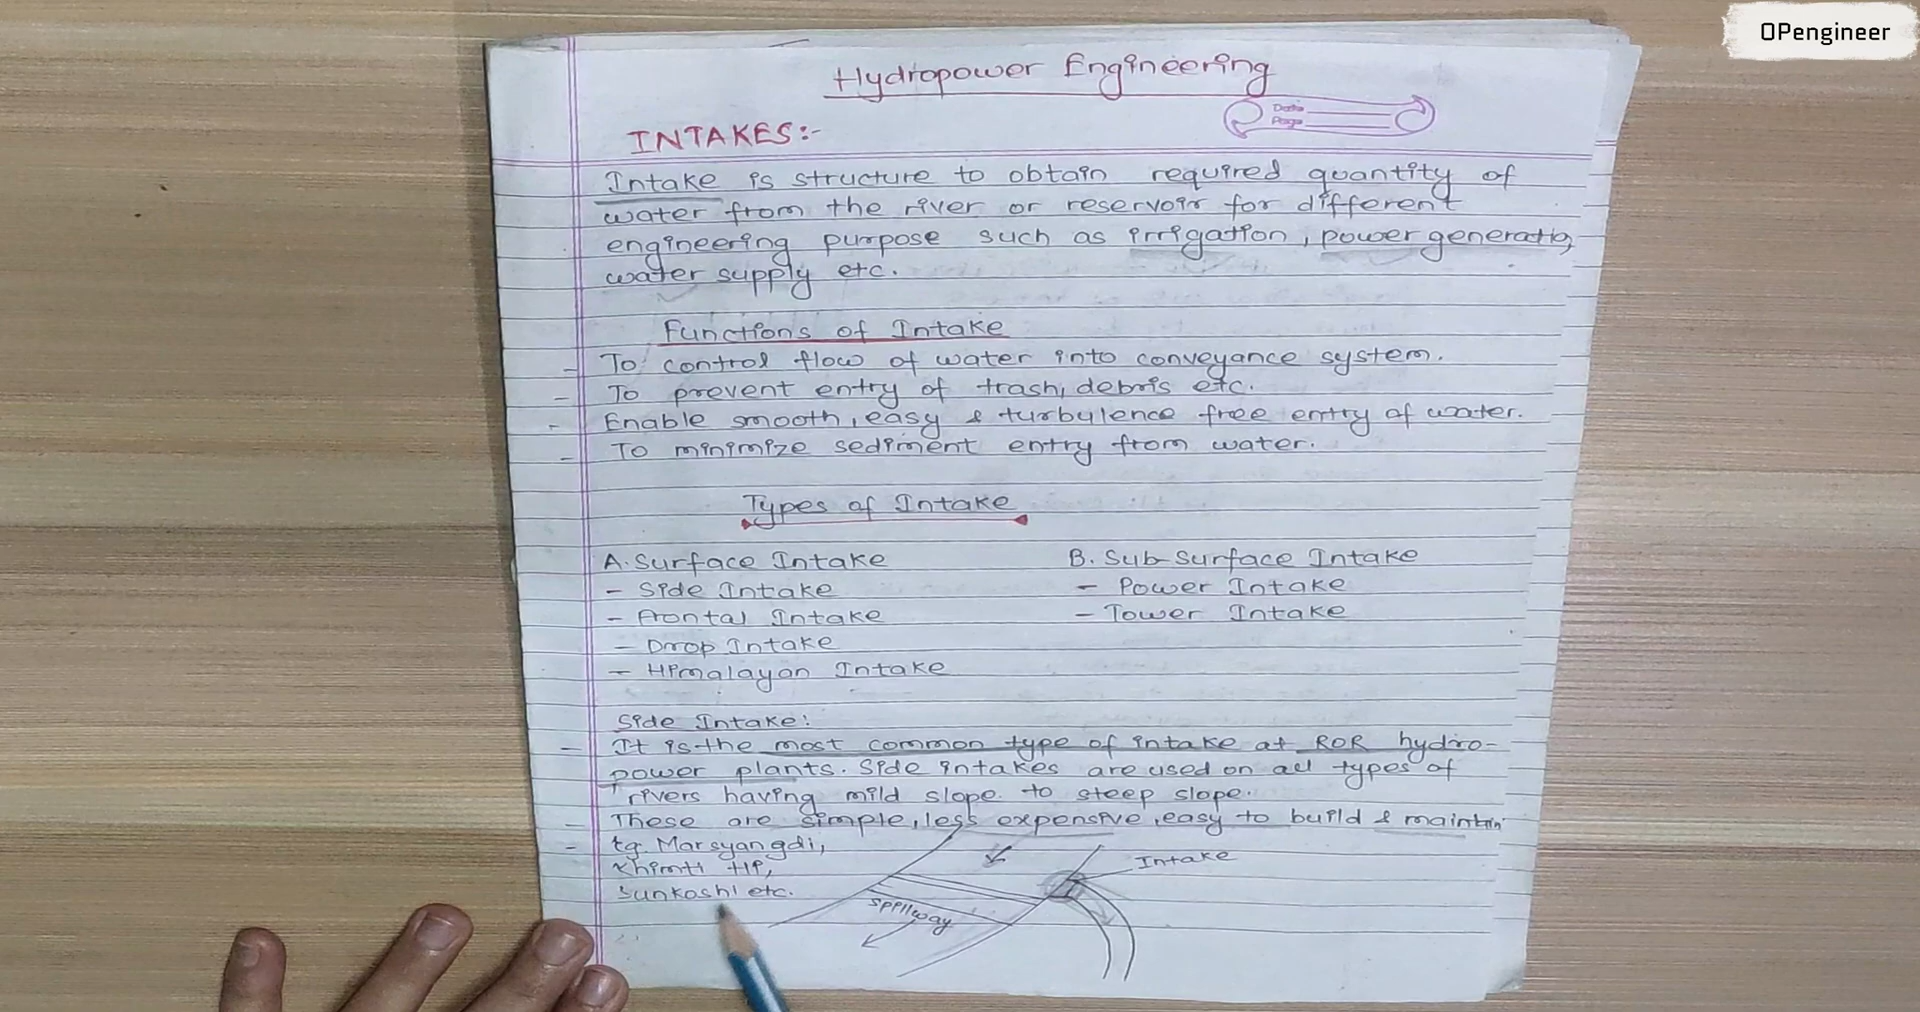 OPengineer
Hydropower Engineering
Date
Page
INTAKES:-
Intake is structure to obtain required quantity of
water from the river or reservoir for different
engineering purpose such as irrigation, power generatio,
water supply etc.
Functions of Intake
- To control flow of water into conveyance system.
- To prevent entry of trash, debris etc.
- Enable smooth, easy & turbulence free entry of water.
- To minimize sediment entry from water.
Types of Intake
A. Surface Intake
- Side Intake
- Frontal Intake
- Drop Intake
- Himalayan Intake
B. Sub-Surface Intake
- Power Intake
- Tower Intake
Side Intake:
- It is the most common type of intake at ROR hydro-
power plants. Side intakes are used on all types of
rivers having mild slope to steep slope.
- These are simple, less expensive, easy to build & maintain
- Eg. Marsyangdi,
Khimti HP,
Sunkoshi etc.
Intake
Spillway